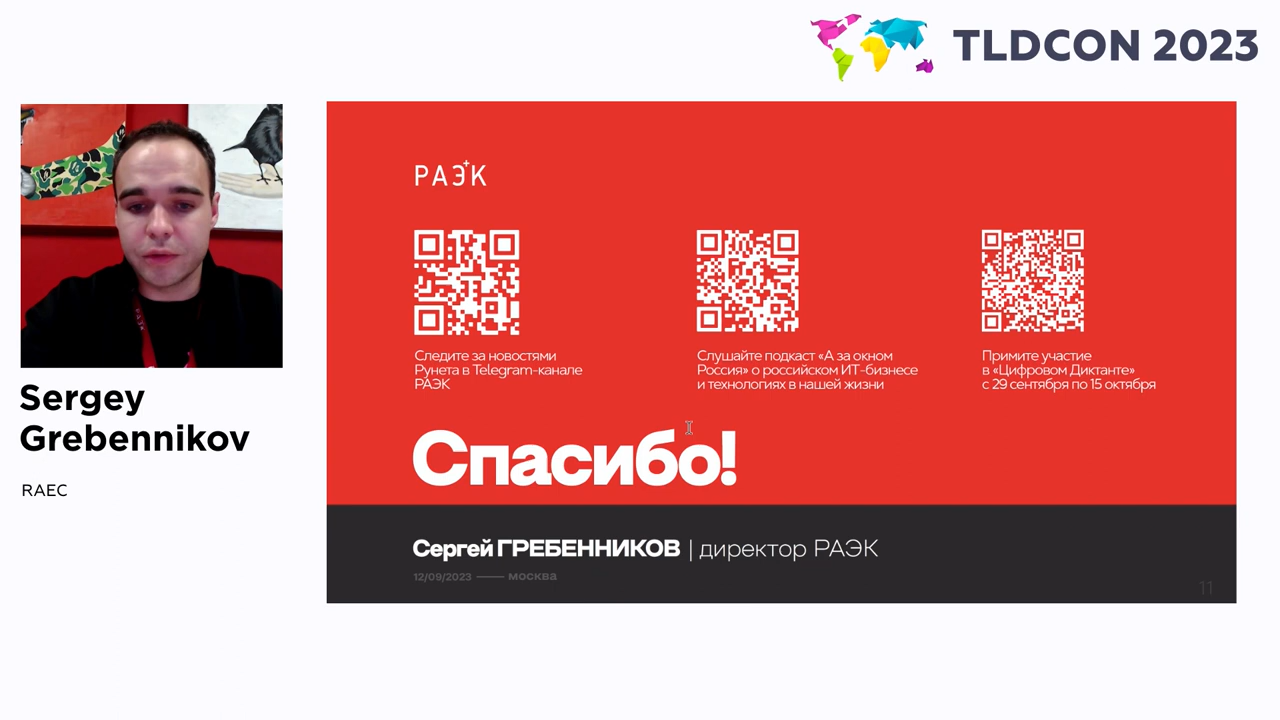 TLDCON 2023
РАЭК
Следите за новостями
Рунета в Telegram-канале
РАЭК
Слушайте подкаст «А за окном
Россия» о российском ИТ-бизнесе
и технологиях в нашей жизни
Примите участие
в «Цифровом Диктанте»
с 29 сентября по 15 октября
Спасибо!
Сергей ГРЕБЕННИКОВ | директор РАЭК
12/09/2023 —— москва
11
Sergey
Grebennikov
RAEC